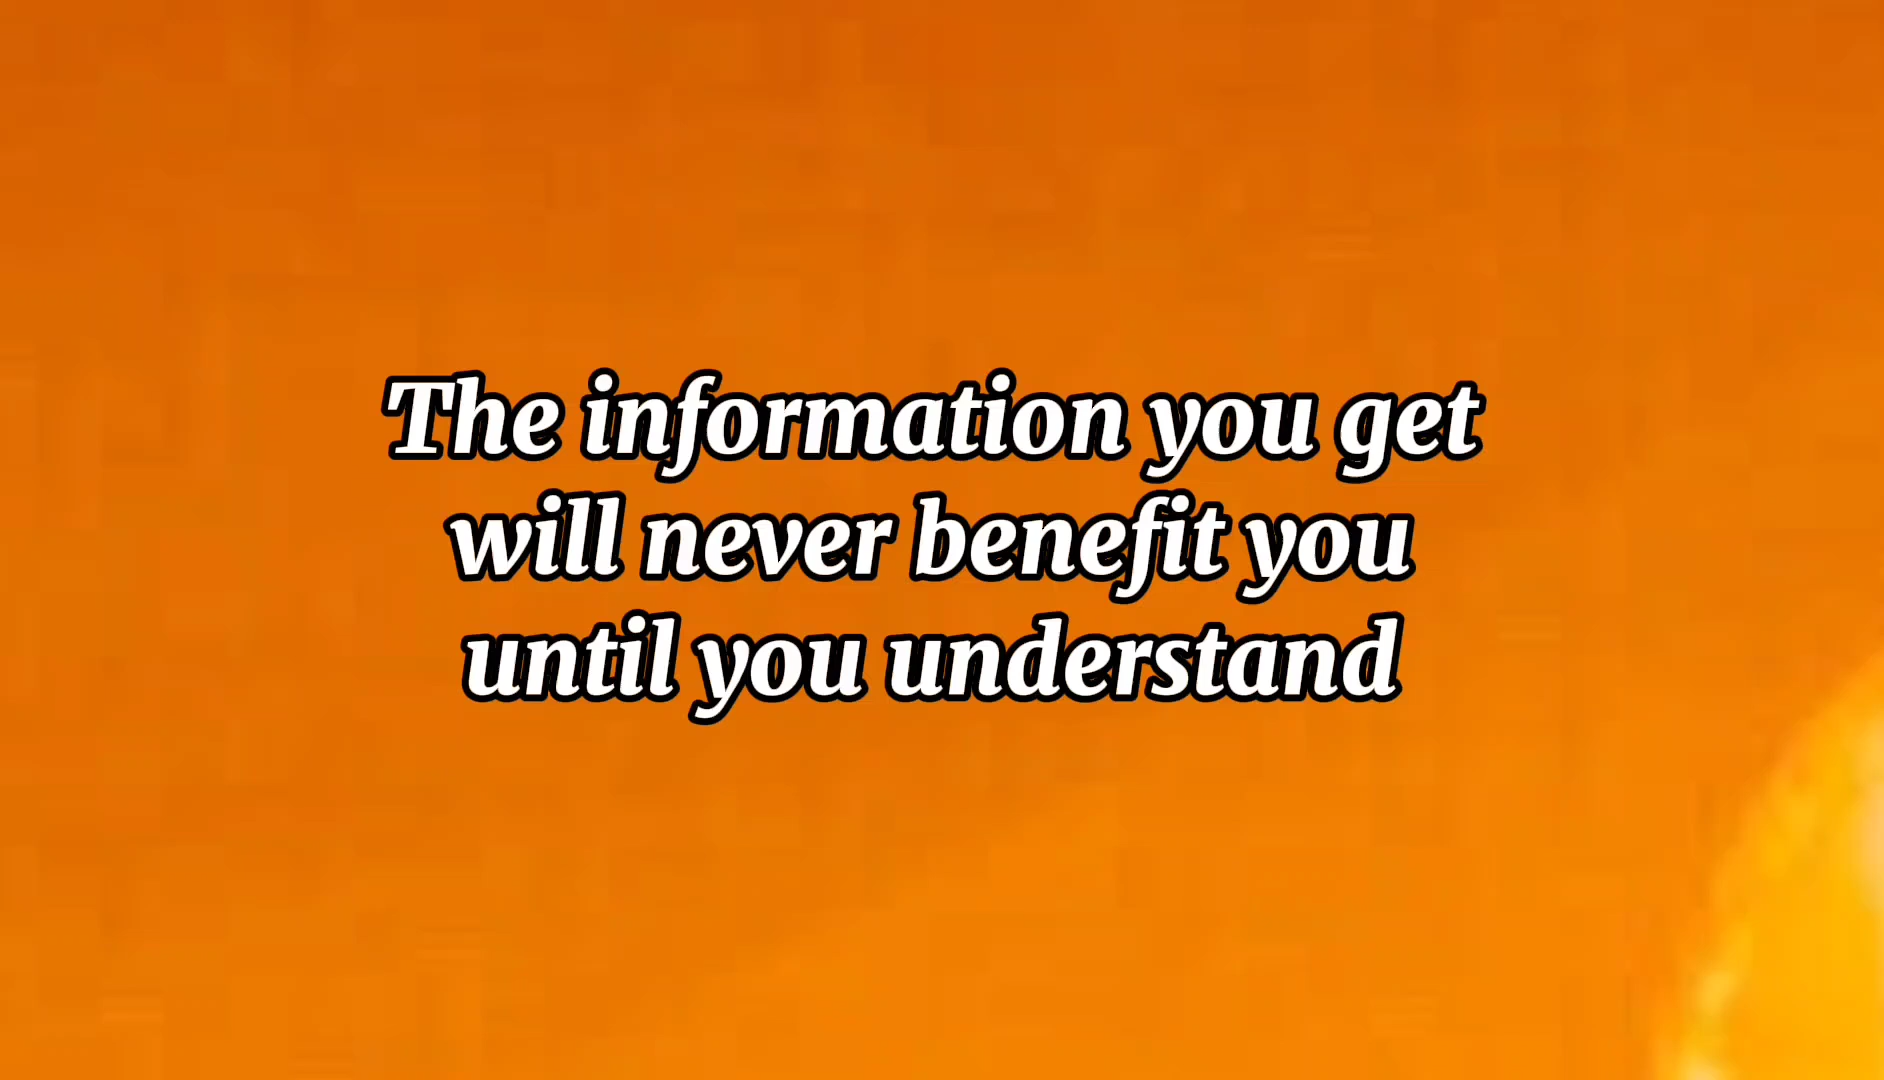 The information you get
will never benefit you
until you understand